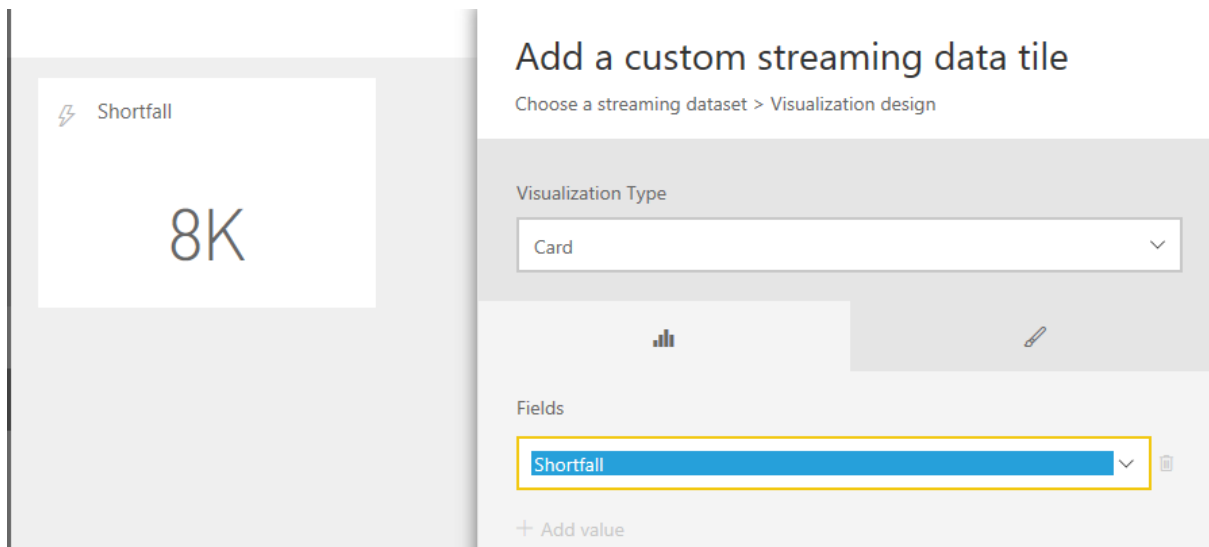 Shortfall
8K
Add a custom streaming data tile
Choose a streaming dataset > Visualization design
Visualization Type
Card
Fields
Shortfall
+ Add value